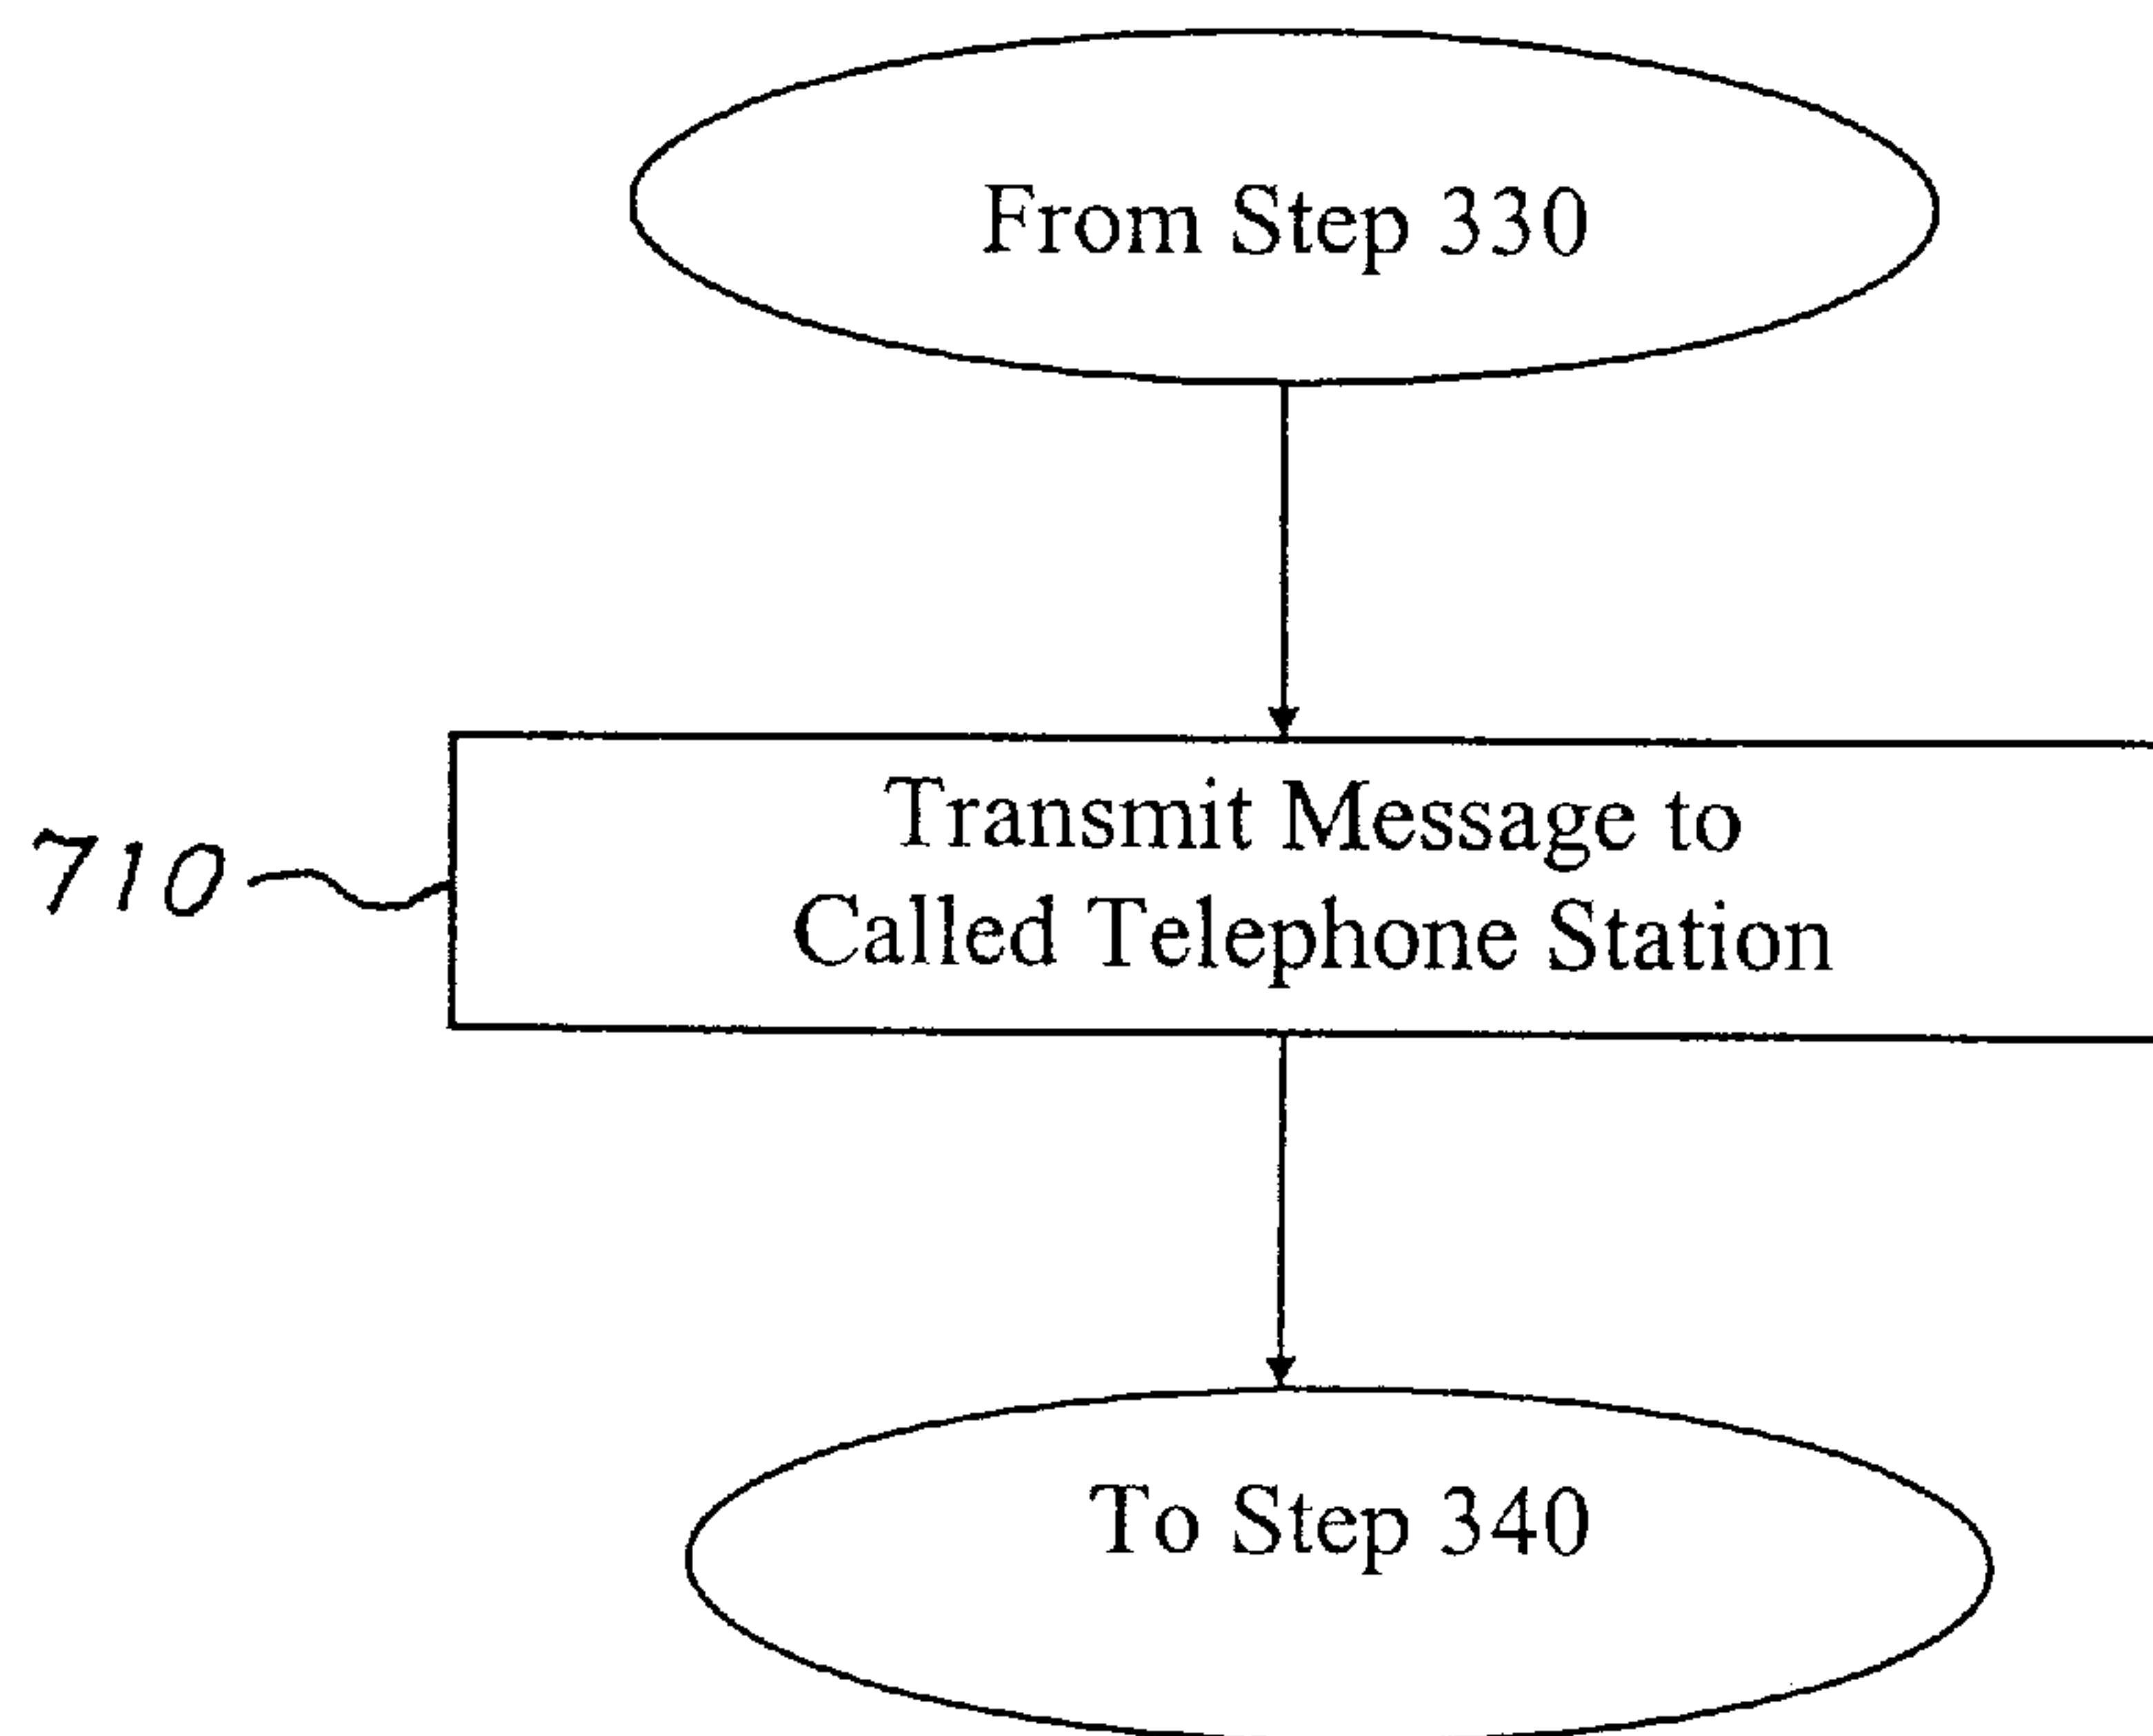 From Step 330
Transmit Message to
Called Telephone Station
710
To Step 340